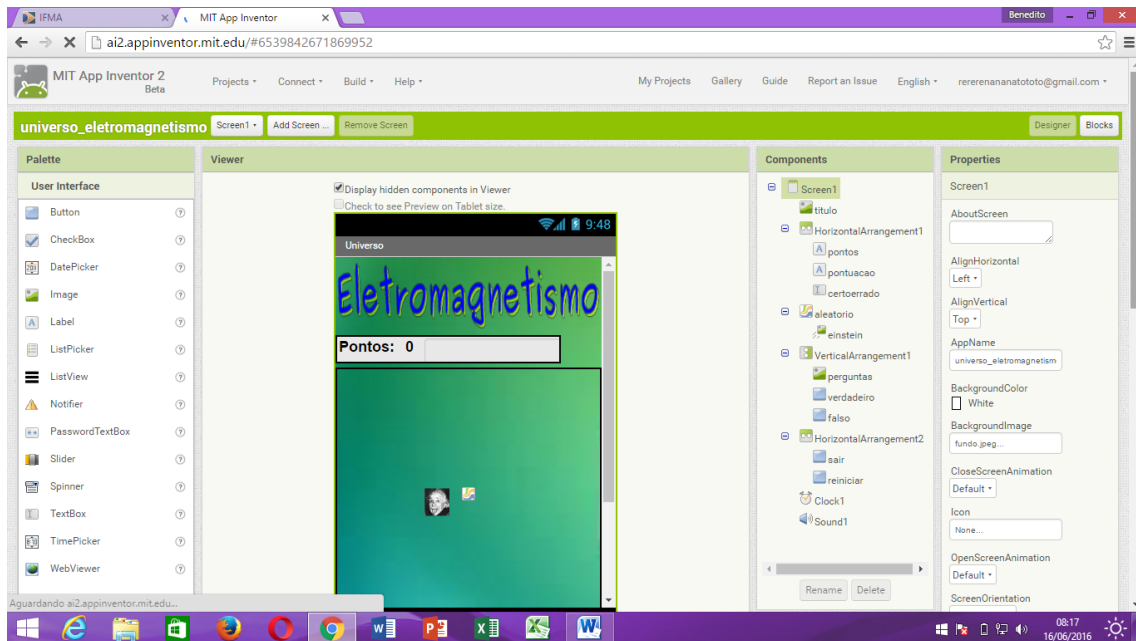 IFMA
MIT App Inventor
Benedito
ai2.appinventor.mit.edu/#6539842671869952
MIT App Inventor 2
Beta
Projects
Connect
Build
Help
My Projects
Gallery
Guide
Report an Issue
English
rererenananatototo@gmail.com
universo_eletromagnetismo
Screen1
Add Screen ...
Remove Screen
Designer
Blocks
Palette
User Interface
Button
CheckBox
DatePicker
Image
Label
ListPicker
ListView
Notifier
PasswordTextBox
Slider
Spinner
TextBox
TimePicker
WebViewer
Aguardando ai2.appinventor.mit.edu...
Viewer
Display hidden components in Viewer
Check to see Preview on Tablet size.
9:48
Universo
Eletromagnetismo
Pontos: 0
Components
Screen1
titulo
HorizontalArrangement1
pontos
pontuacao
certoerrado
aleatorio
einstein
VerticalArrangement1
perguntas
verdadeiro
falso
HorizontalArrangement2
sair
reiniciar
Clock1
Sound1
Rename
Delete
Properties
Screen1
AboutScreen
AlignHorizontal
Left
AlignVertical
Top
AppName
universo_eletromagnetism
BackgroundColor
White
BackgroundImage
fundo.jpeg...
CloseScreenAnimation
Default
Icon
None...
OpenScreenAnimation
Default
ScreenOrientation
08:17
16/06/2016